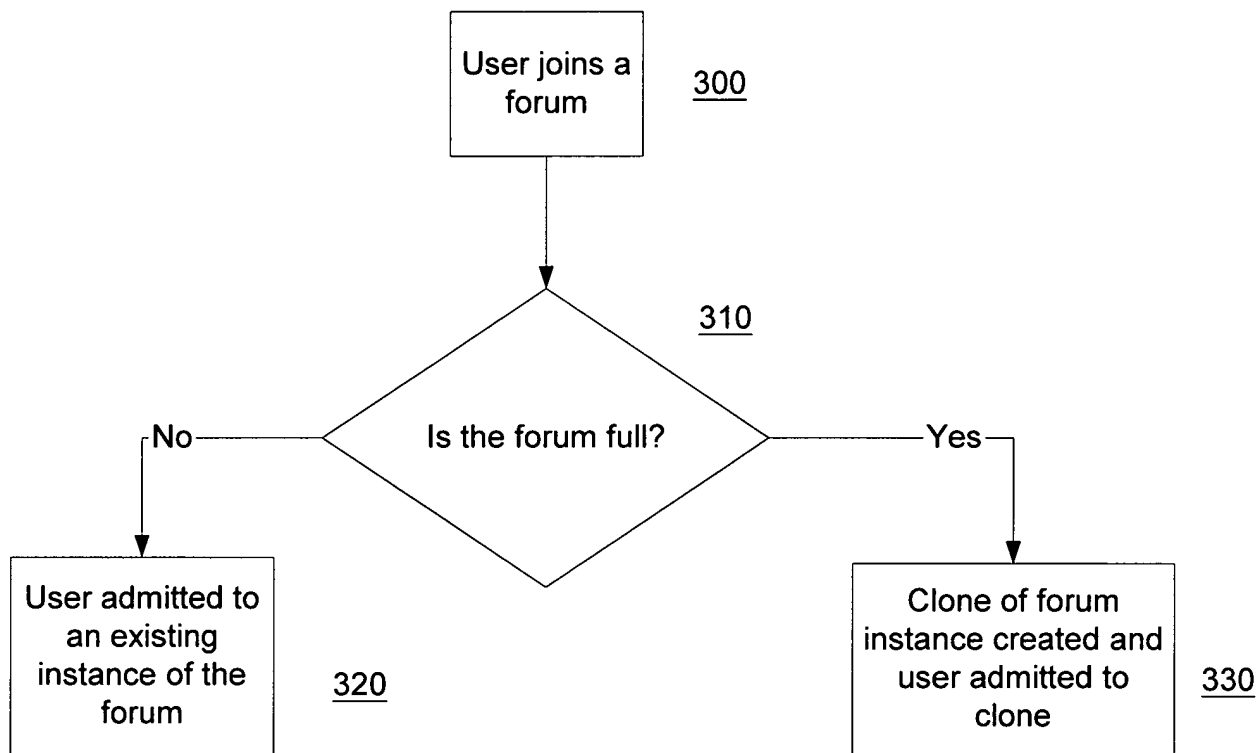 User joins a
forum
300
310
Is the forum full?
No
Yes
User admitted to
an existing
instance of the
forum
320
Clone of forum
instance created and
user admitted to
clone
330